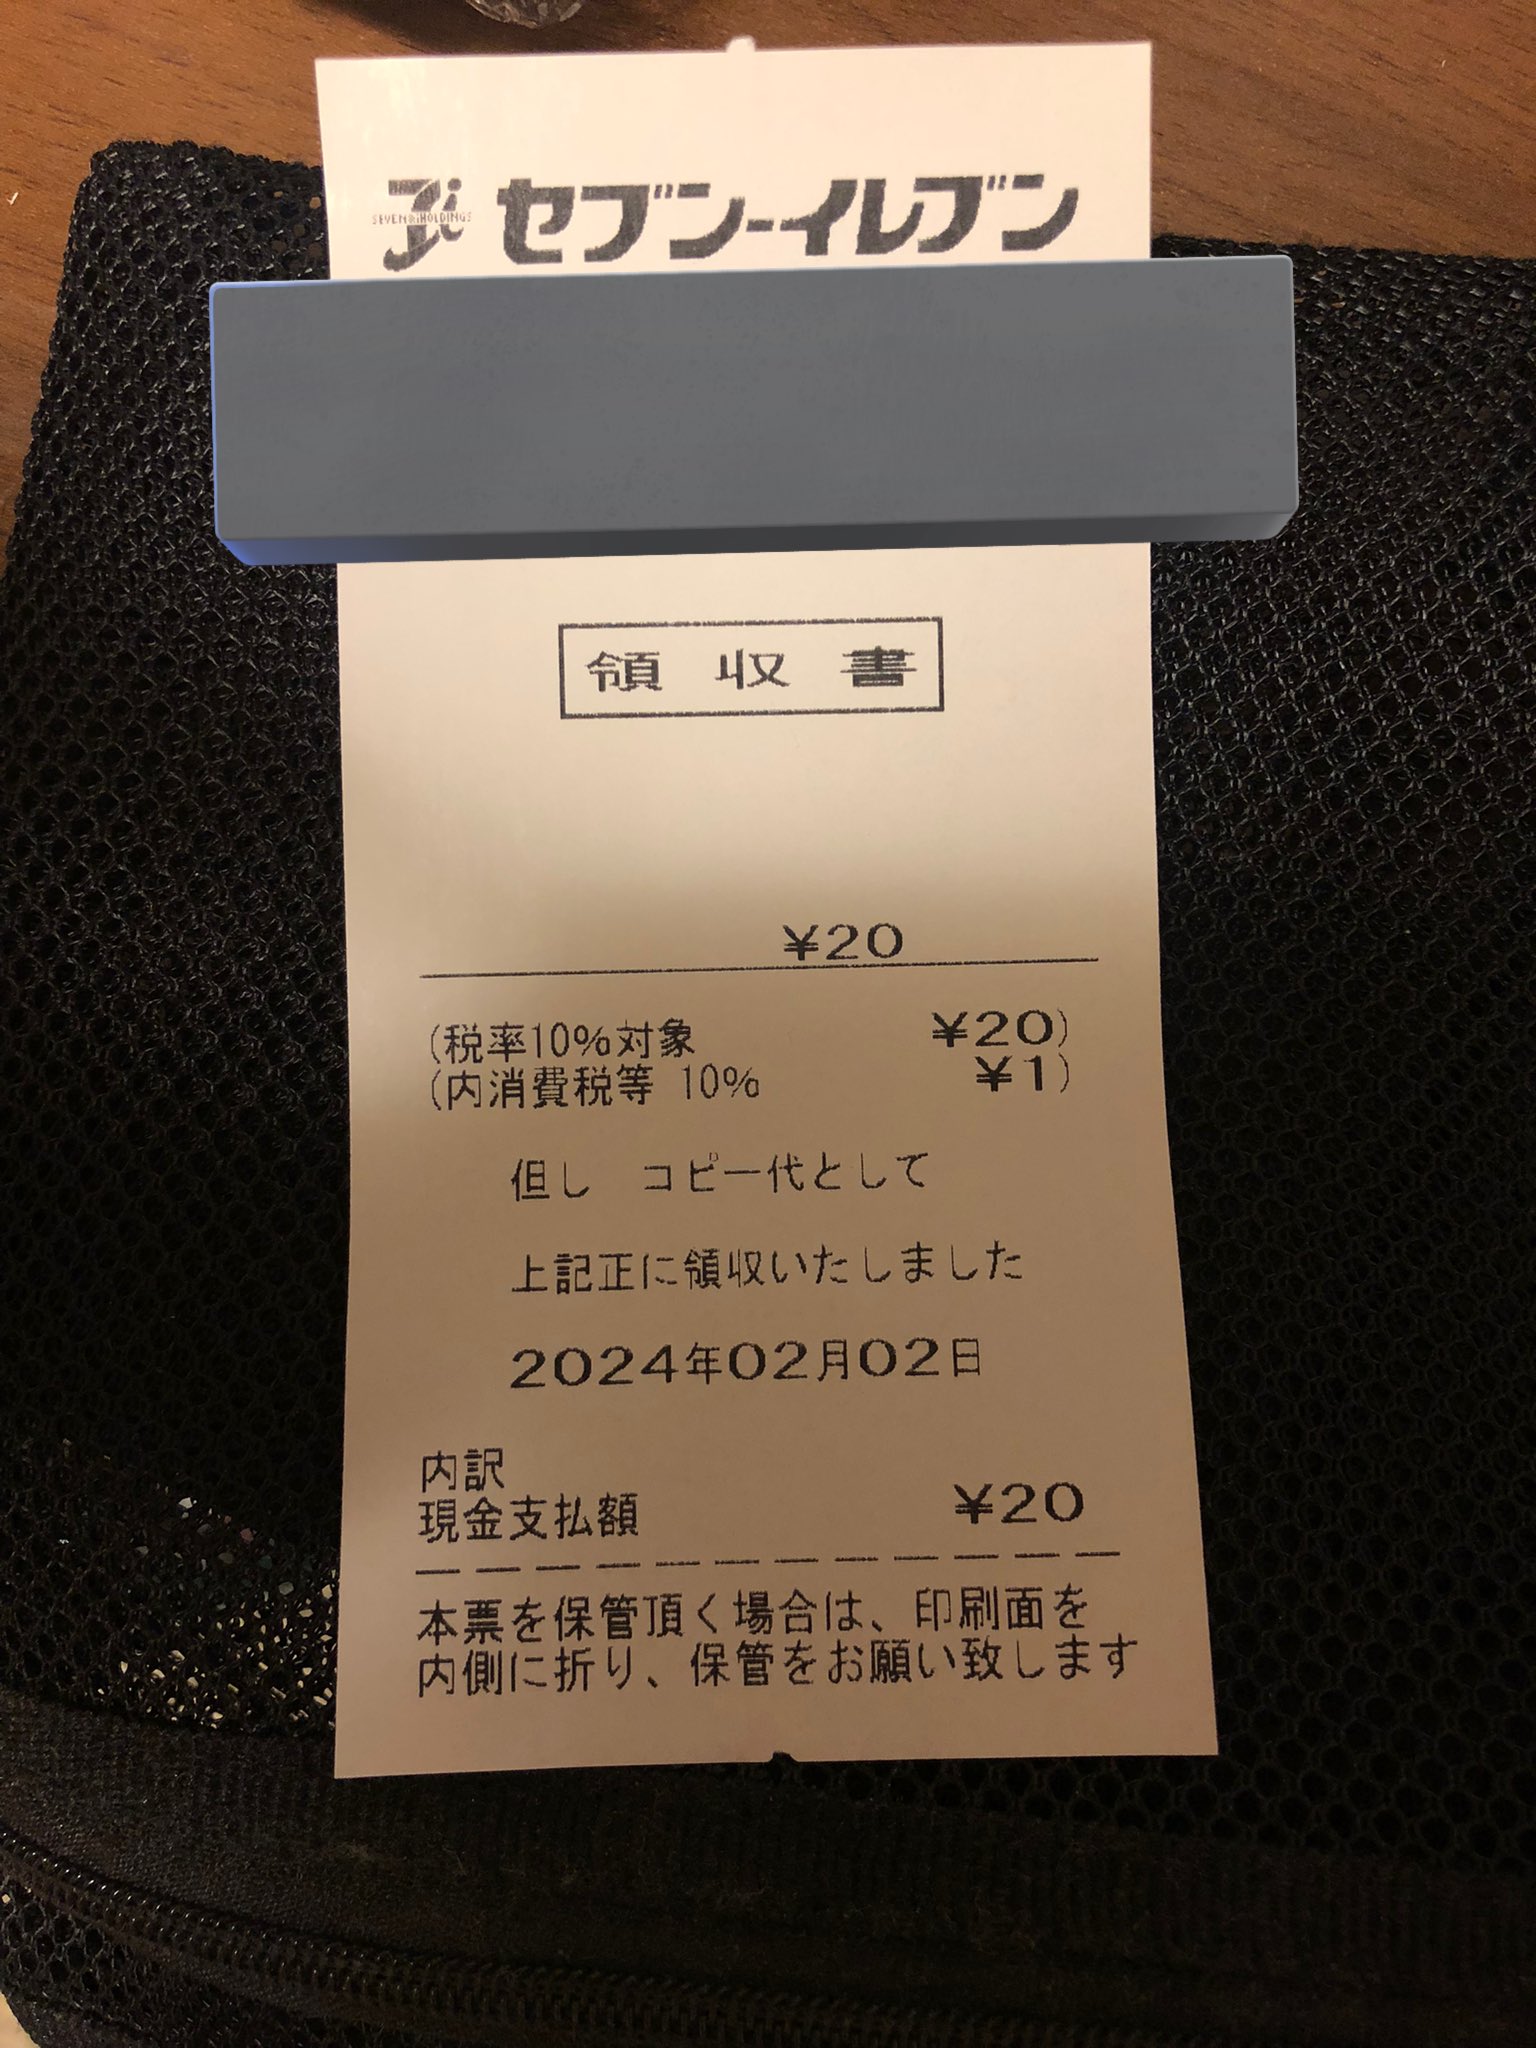 SEVEN&iHOLDINGS
セブン-イレブン
領収書
¥20
(税率10%対象 ¥20)
(内消費税等 10% ¥1)
但し コピー代として
上記正に領収いたしました
2024年02月02日
内訳
現金支払額 ¥20
本票を保管頂く場合は、印刷面を
内側に折り、保管をお願い致します